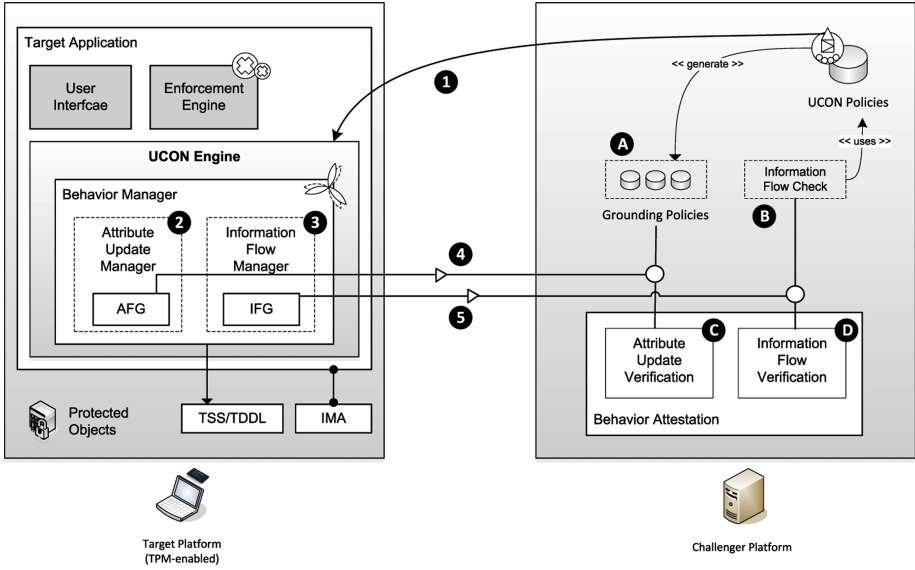 Target Application
User
Interfcae
Enforcement
Engine
UCON Engine
Behavior Manager
2
Attribute
Update
Manager
AFG
3
Information
Flow
Manager
IFG
TSS/TDDL
IMA
Protected
Objects
Target Platform
(TPM-enabled)
1
4
5
<< generate >>
UCON Policies
<< uses >>
A
Grounding Policies
Information
Flow Check
B
C
Attribute
Update
Verification
D
Information
Flow
Verification
Behavior Attestation
Challenger Platform